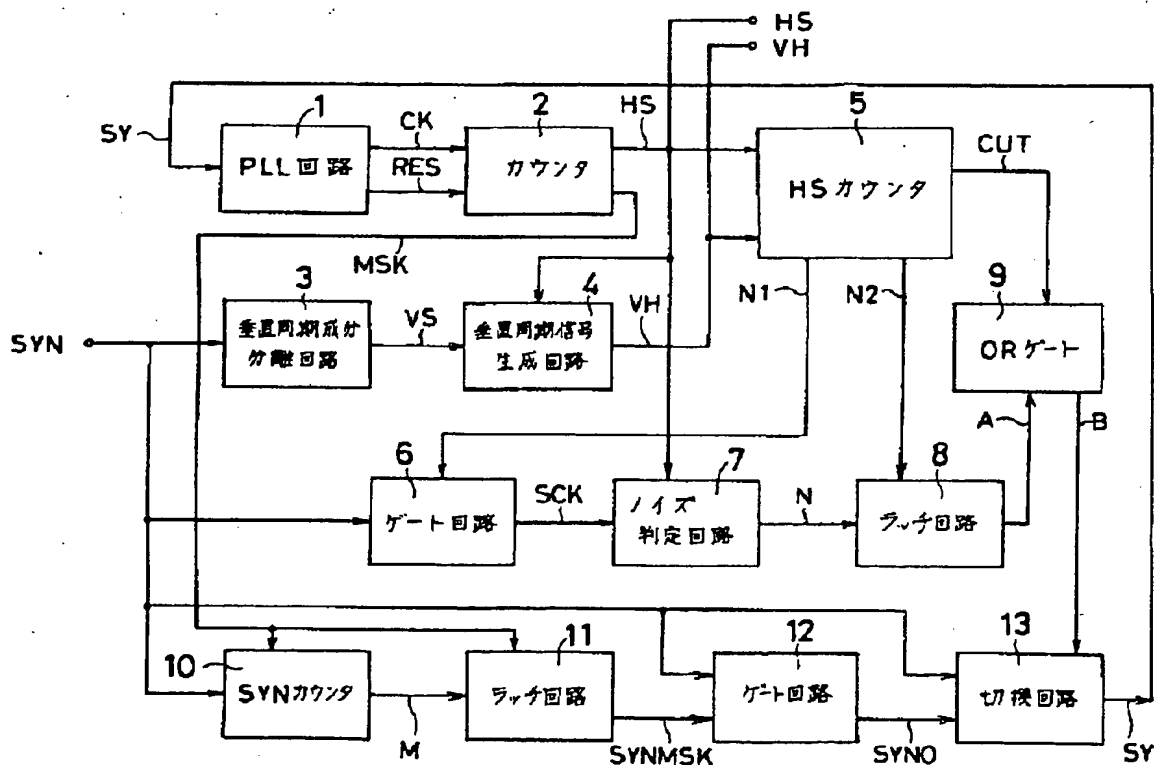 HS
VH
SY
1
PLL回路
CK
RES
2
カウンタ
HS
5
HSカウンタ
CUT
MSK
SYN
3
垂直周期成分
分離回路
VS
4
垂直周期信号
生成回路
VH
N1
N2
9
ORゲート
A
B
6
ゲート回路
SCK
7
ノイズ
判定回路
N
8
ラッチ回路
10
SYNカウンタ
M
11
ラッチ回路
SYNMSK
12
ゲート回路
SYNO
13
切換回路
SY